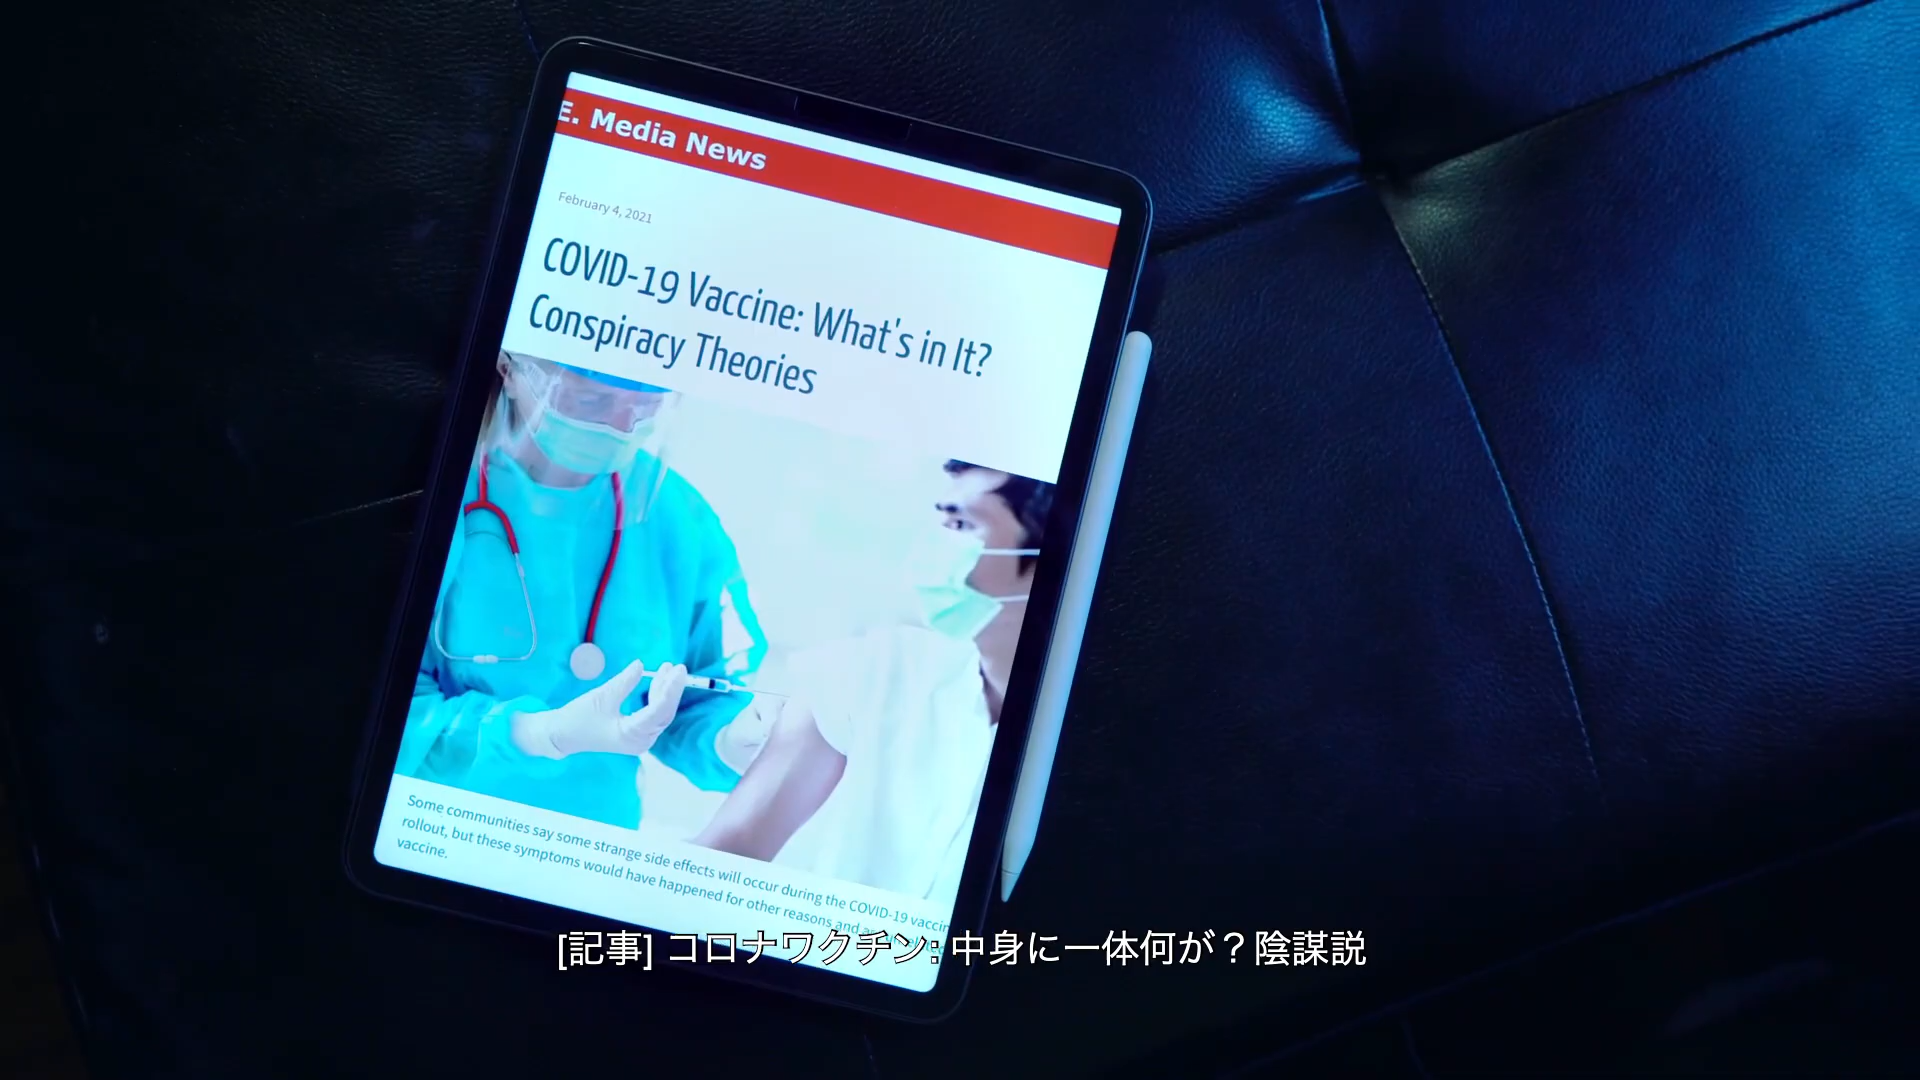 E. Media News
February 4, 2021
COVID-19 Vaccine: What's in It?
Conspiracy Theories
Some communities say some strange side effects will occur during the COVID-19 vaccin
rollout, but these symptoms would have happened for other reasons and
vaccine.
[記事] コロナワクチン: 中身に一体何が？陰謀説